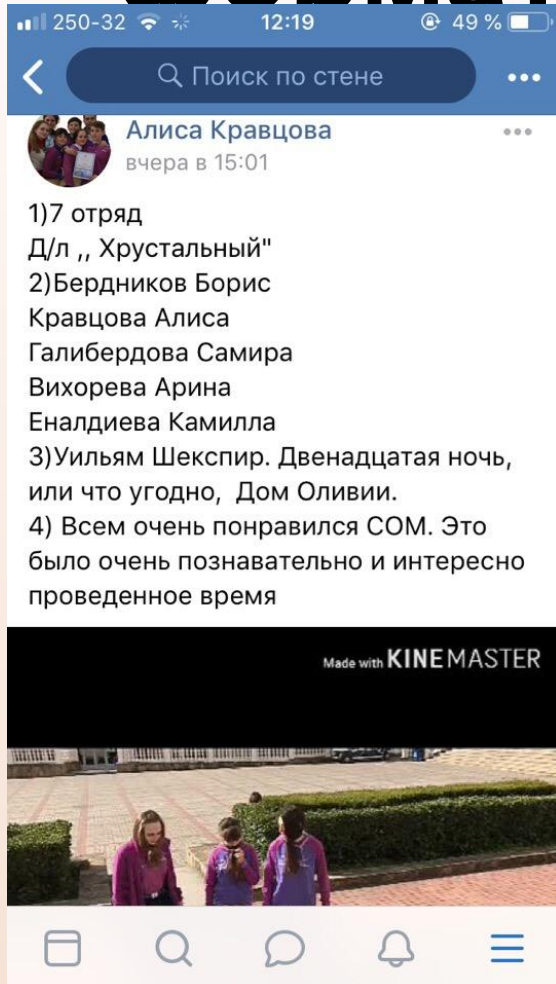 250-32 12:19 49 %
Поиск по стене
Алиса Кравцова
вчера в 15:01
1)7 отряд
Д/л ,, Хрустальный"
2)Бердников Борис
Кравцова Алиса
Галибердова Самира
Вихорева Арина
Еналдиева Камилла
3)Уильям Шекспир. Двенадцатая ночь,
или что угодно, Дом Оливии.
4) Всем очень понравился СОМ. Это
было очень познавательно и интересно
проведенное время
Made with KINEMASTER